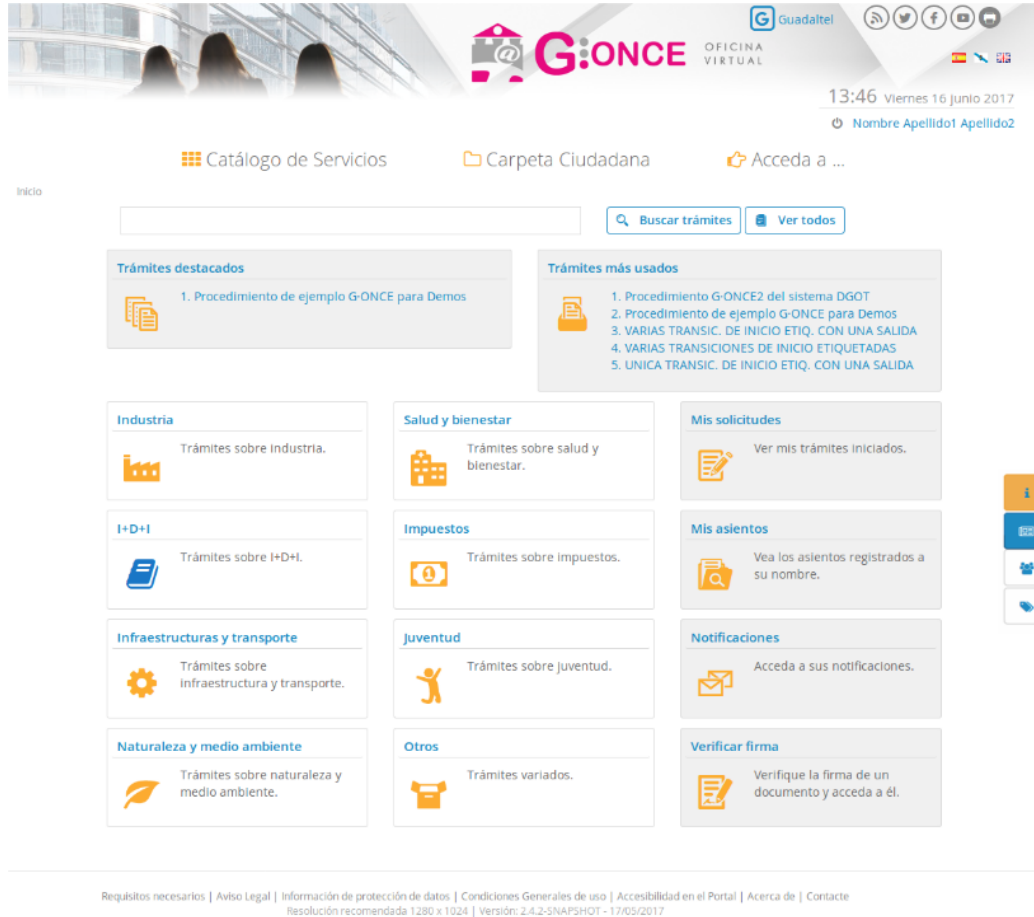 Guadaltel
G:ONCE OFICINA VIRTUAL
13:46 Viernes 16 junio 2017
Nombre Apellido1 Apellido2
Catálogo de Servicios
Carpeta Ciudadana
Acceda a ...
Inicio
Buscar trámites
Ver todos
Trámites destacados
1. Procedimiento de ejemplo G-ONCE para Demos
Trámites más usados
1. Procedimiento G-ONCE2 del sistema DGOT
2. Procedimiento de ejemplo G-ONCE para Demos
3. VARIAS TRANSIC. DE INICIO ETIQ. CON UNA SALIDA
4. VARIAS TRANSICIONES DE INICIO ETIQUETADAS
5. UNICA TRANSIC. DE INICIO ETIQ. CON UNA SALIDA
Industria
Trámites sobre industria.
Salud y bienestar
Trámites sobre salud y
bienestar.
Mis solicitudes
Ver mis trámites iniciados.
I+D+I
Trámites sobre I+D+I.
Impuestos
Trámites sobre impuestos.
Mis asientos
Vea los asientos registrados a
su nombre.
Infraestructuras y transporte
Trámites sobre
infraestructura y transporte.
Juventud
Trámites sobre juventud.
Notificaciones
Acceda a sus notificaciones.
Naturaleza y medio ambiente
Trámites sobre naturaleza y
medio ambiente.
Otros
Trámites variados.
Verificar firma
Verifique la firma de un
documento y acceda a él.
Requisitos necesarios | Aviso Legal | Información de protección de datos | Condiciones Generales de uso | Accesibilidad en el Portal | Acerca de | Contacte
Resolución recomendada 1280 x 1024 | Versión: 2.4.2-SNAPSHOT - 17/05/2017